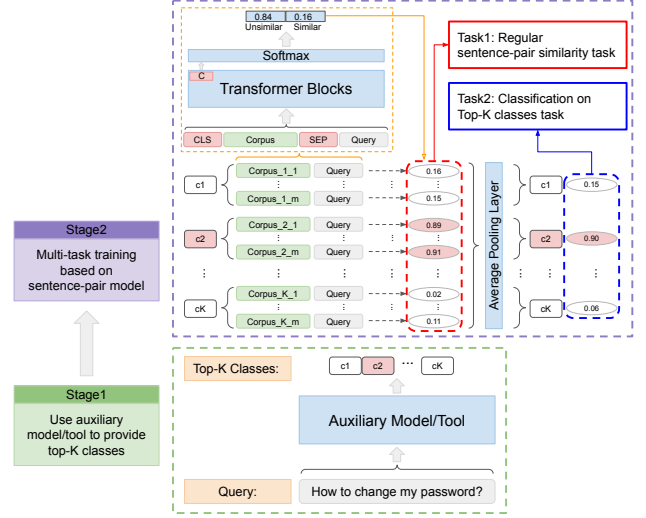 0.84 0.16
Unsimilar Similar
Softmax
C
Transformer Blocks
CLS Corpus SEP Query
Task1: Regular
sentence-pair similarity task
Task2: Classification on
Top-K classes task
c1 Corpus_1_1 Query 0.16
Corpus_1_m Query 0.15
c2 Corpus_2_1 Query 0.89
Corpus_2_m Query 0.91
cK Corpus_K_1 Query 0.02
Corpus_K_m Query 0.11
Average Pooling Layer
c1 0.15
c2 0.90
cK 0.06
Stage2
Multi-task training
based on
sentence-pair model
Stage1
Use auxiliary
model/tool to provide
top-K classes
Top-K Classes: c1 c2 ... cK
Auxiliary Model/Tool
Query: How to change my password?